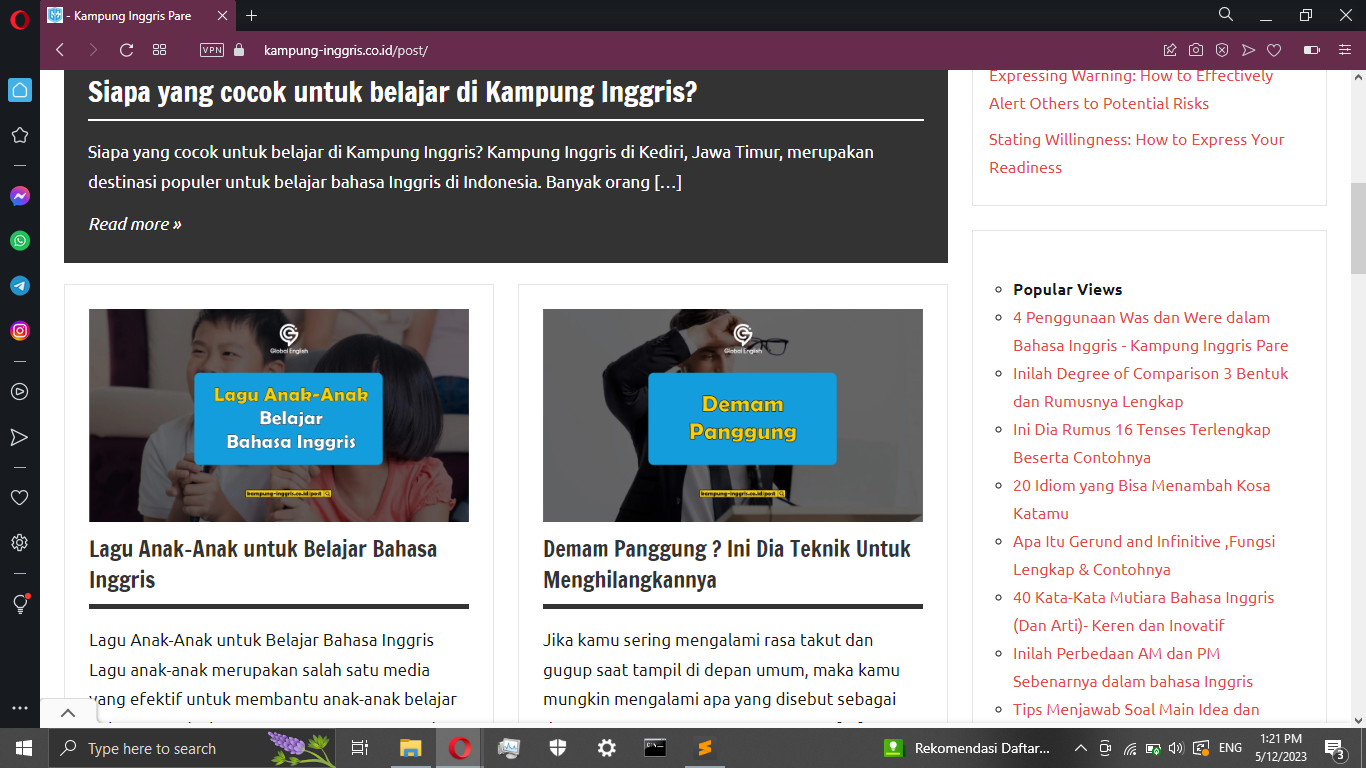 - Kampung Inggris Pare
VPN
kampung-inggris.co.id/post/
Siapa yang cocok untuk belajar di Kampung Inggris?
Siapa yang cocok untuk belajar di Kampung Inggris? Kampung Inggris di Kediri, Jawa Timur, merupakan
destinasi populer untuk belajar bahasa Inggris di Indonesia. Banyak orang […]
Read more »
Global English
Lagu Anak-Anak
Belajar
Bahasa Inggris
kampung-inggris.co.id/post
Lagu Anak-Anak untuk Belajar Bahasa
Inggris
Lagu Anak-Anak untuk Belajar Bahasa Inggris
Lagu anak-anak merupakan salah satu media
yang efektif untuk membantu anak-anak belajar
Global English
Demam
Panggung
kampung-inggris.co.id/post
Demam Panggung ? Ini Dia Teknik Untuk
Menghilangkannya
Jika kamu sering mengalami rasa takut dan
gugup saat tampil di depan umum, maka kamu
mungkin mengalami apa yang disebut sebagai
Expressing Warning: How to Effectively
Alert Others to Potential Risks
Stating Willingness: How to Express Your
Readiness
Popular Views
4 Penggunaan Was dan Were dalam
Bahasa Inggris - Kampung Inggris Pare
Inilah Degree of Comparison 3 Bentuk
dan Rumusnya Lengkap
Ini Dia Rumus 16 Tenses Terlengkap
Beserta Contohnya
20 Idiom yang Bisa Menambah Kosa
Katamu
Apa Itu Gerund and Infinitive ,Fungsi
Lengkap & Contohnya
40 Kata-Kata Mutiara Bahasa Inggris
(Dan Arti)- Keren dan Inovatif
Inilah Perbedaan AM dan PM
Sebenarnya dalam bahasa Inggris
Tips Menjawab Soal Main Idea dan
Type here to search
Rekomendasi Daftar...
ENG
1:21 PM
5/12/2023
3